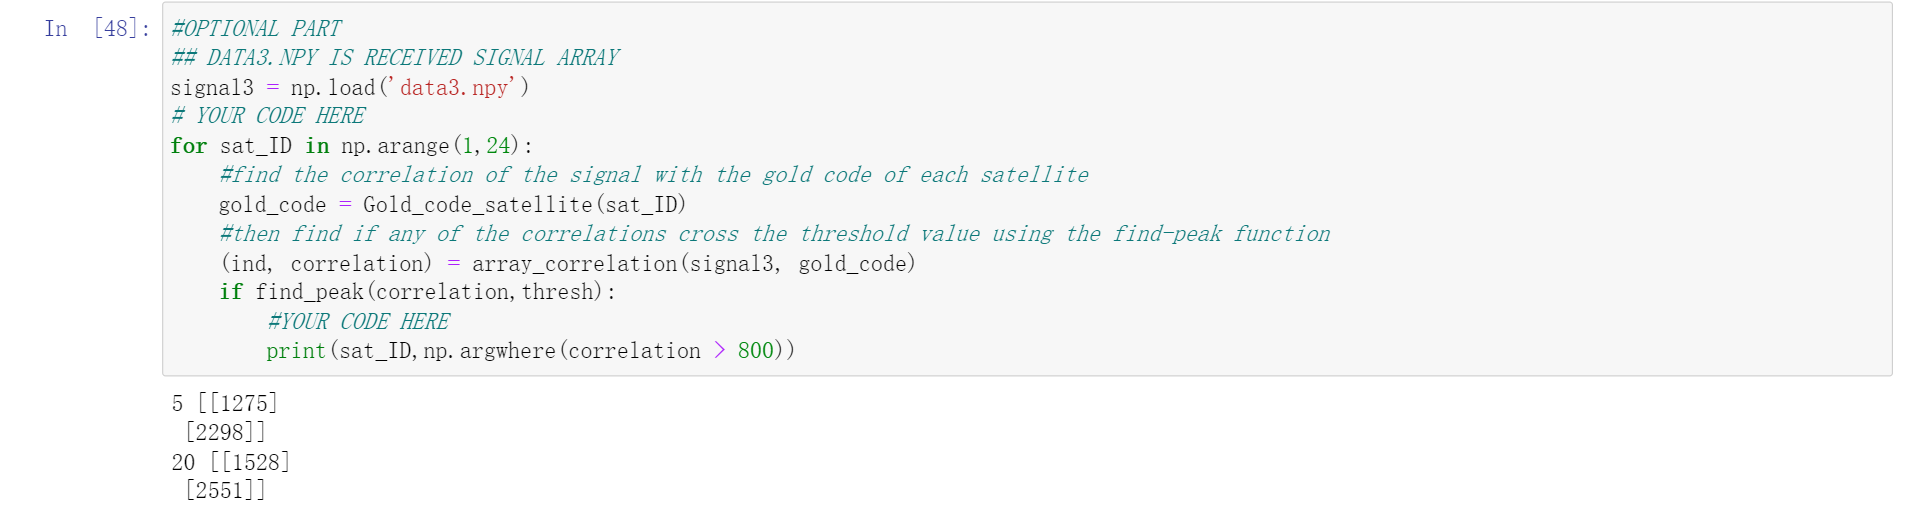 In [48]: #OPTIONAL PART
## DATA3.NPY IS RECEIVED SIGNAL ARRAY
signal3 = np.load('data3.npy')
# YOUR CODE HERE
for sat_ID in np.arange(1,24):
    #find the correlation of the signal with the gold code of each satellite
    gold_code = Gold_code_satellite(sat_ID)
    #then find if any of the correlations cross the threshold value using the find-peak function
    (ind, correlation) = array_correlation(signal3, gold_code)
    if find_peak(correlation,thresh):
        #YOUR CODE HERE
        print(sat_ID,np.argwhere(correlation > 800))
5 [[1275]
 [2298]]
20 [[1528]
 [2551]]